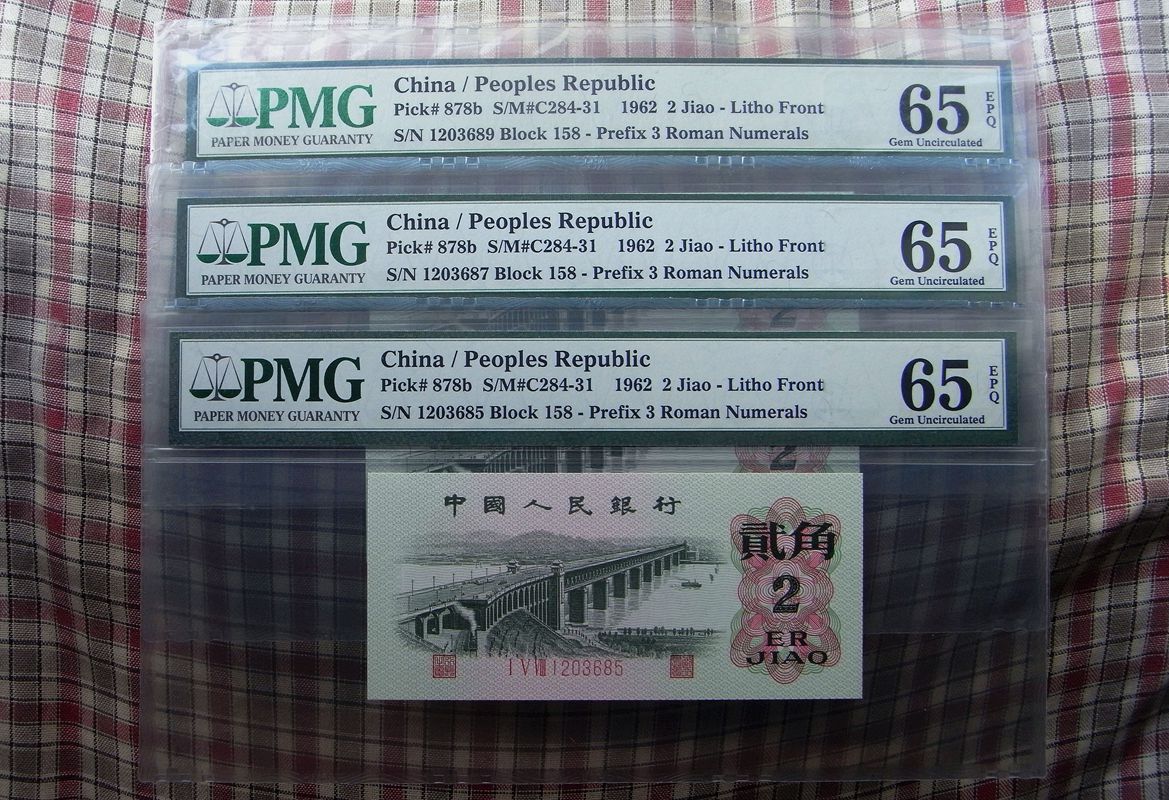 PMG
PAPER MONEY GUARANTY
China / Peoples Republic
Pick# 878b S/M#C284-31 1962 2 Jiao - Litho Front
S/N 1203689 Block 158 - Prefix 3 Roman Numerals
65
EPQ
Gem Uncirculated
PMG
PAPER MONEY GUARANTY
China / Peoples Republic
Pick# 878b S/M#C284-31 1962 2 Jiao - Litho Front
S/N 1203687 Block 158 - Prefix 3 Roman Numerals
65
EPQ
Gem Uncirculated
2
PMG
PAPER MONEY GUARANTY
China / Peoples Republic
Pick# 878b S/M#C284-31 1962 2 Jiao - Litho Front
S/N 1203685 Block 158 - Prefix 3 Roman Numerals
65
EPQ
Gem Uncirculated
2
中國人民銀行
貳角
2
ER
JIAO
I V VIII 1203685